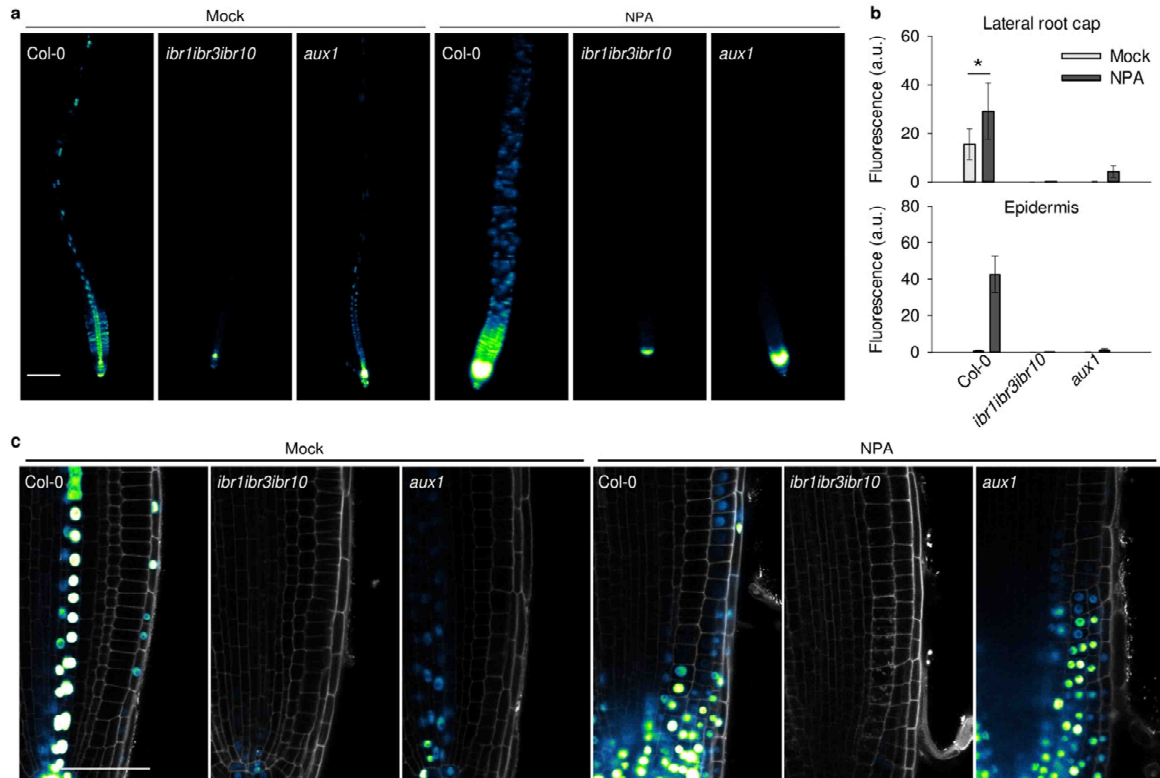 a
Mock
NPA
Col-0
ibr1ibr3ibr10
aux1
Col-0
ibr1ibr3ibr10
aux1
b
Lateral root cap
60
40
20
0
Fluorescence (a.u.)
*
Mock
NPA
Epidermis
80
60
40
20
0
Fluorescence (a.u.)
Col-0
ibr1ibr3ibr10
aux1
c
Mock
NPA
Col-0
ibr1ibr3ibr10
aux1
Col-0
ibr1ibr3ibr10
aux1